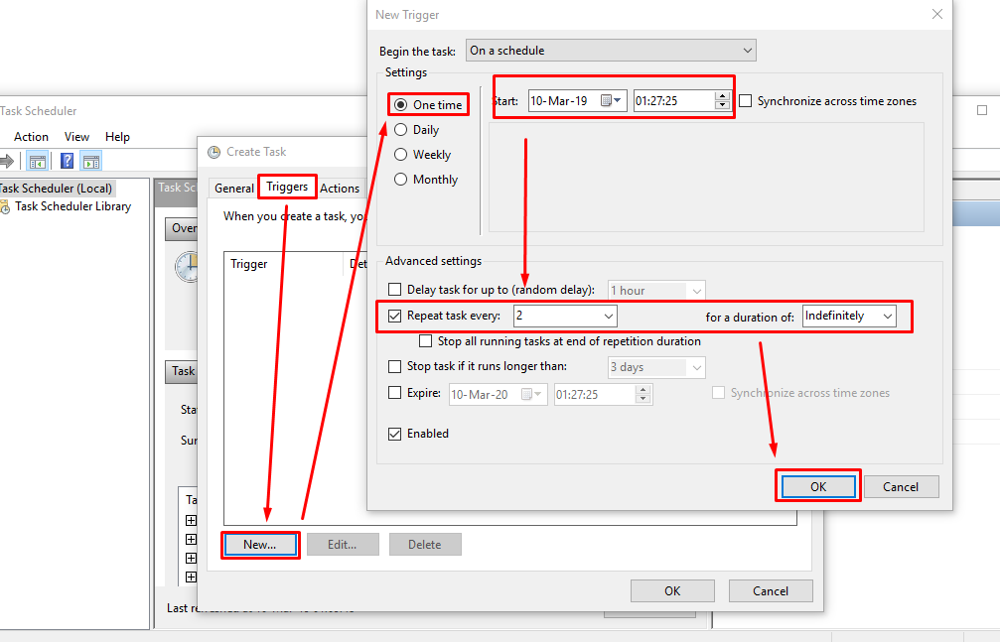 New Trigger
Begin the task: On a schedule
Settings
One time
Start: 10-Mar-19 01:27:25 Synchronize across time zones
Daily
Weekly
Monthly
Advanced settings
Delay task for up to (random delay): 1 hour
Repeat task every: 2 for a duration of: Indefinitely
Stop all running tasks at end of repetition duration
Stop task if it runs longer than: 3 days
Expire: 10-Mar-20 01:27:25 Synchronize across time zones
Enabled
OK Cancel
Create Task
General Triggers Actions
When you create a task, yo
Trigger Det
New... Edit... Delete
OK Cancel
Task Scheduler
Action View Help
Task Scheduler (Local)
Task Scheduler Library
Task Sc
Over
Task
Sta
Sur
Ta
Last re